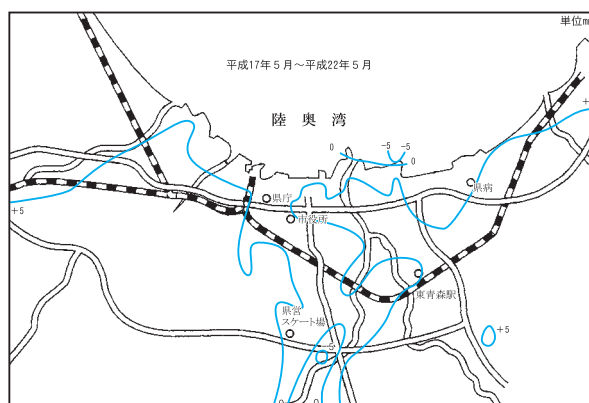 単位m
平成17年5月～平成22年5月
陸奥湾
0
-5
-5
0
+
県病
県庁
+5
市役所
東青森駅
県営
スケート場
+5
-5
0
0